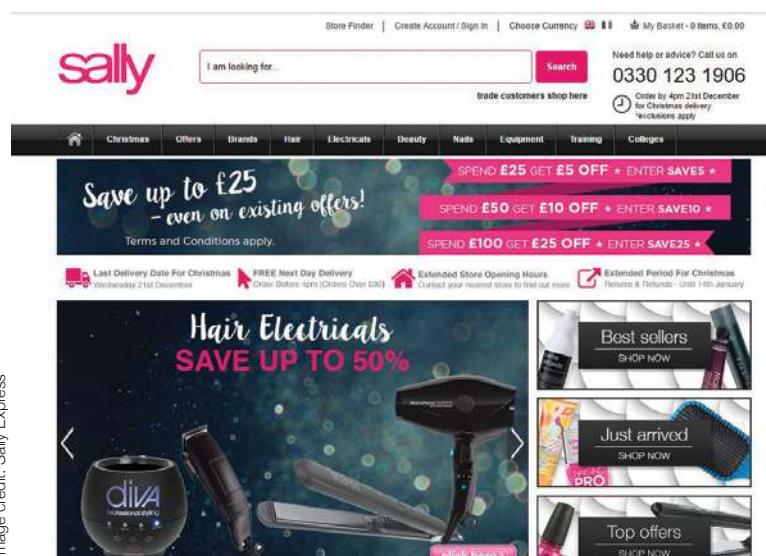 Store Finder | Create Account / Sign In | Choose Currency My Basket - 0 items, £0.00
sally
I am looking for...
Search
trade customers shop here
Need help or advice? Call us on
0330 123 1906
Order by 4pm 21st December
for Christmas delivery
*exclusions apply
Christmas Offers Brands Hair Electricals Beauty Nails Equipment Training Colleges
Save up to £25
- even on existing offers!
Terms and Conditions apply.
SPEND £25 GET £5 OFF ★ ENTER SAVE5 ★
SPEND £50 GET £10 OFF ★ ENTER SAVE10 ★
SPEND £100 GET £25 OFF ★ ENTER SAVE25 ★
Last Delivery Date For Christmas
Wednesday 21st December
FREE Next Day Delivery
Order Before 4pm (Orders Over £30)
Extended Store Opening Hours
Contact your nearest store to find out more
Extended Period For Christmas
Returns & Refunds - Until 14th January
Hair Electricals
SAVE UP TO 50%
diva
professional styling
click here
Best sellers
SHOP NOW
Just arrived
SHOP NOW
PRO
Top offers
SHOP NOW
Image credit: Sally Express